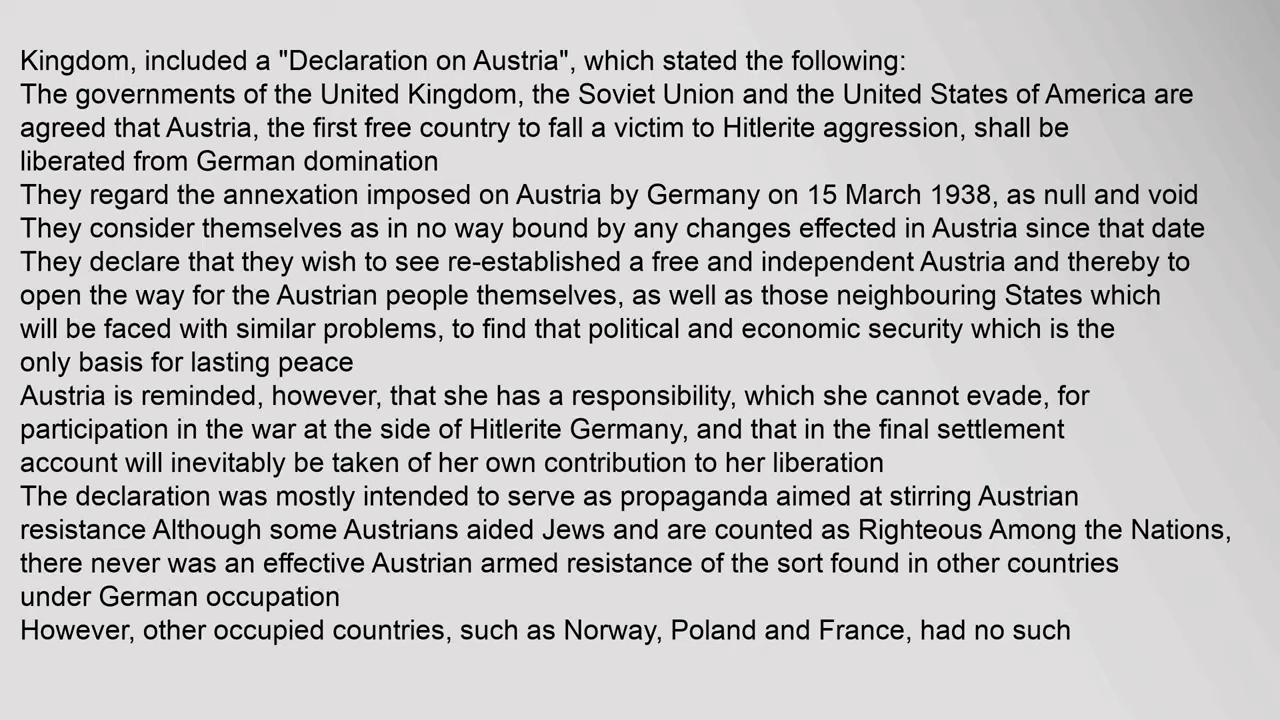 Kingdom, included a "Declaration on Austria", which stated the following:
The governments of the United Kingdom, the Soviet Union and the United States of America are
agreed that Austria, the first free country to fall a victim to Hitlerite aggression, shall be
liberated from German domination
They regard the annexation imposed on Austria by Germany on 15 March 1938, as null and void
They consider themselves as in no way bound by any changes effected in Austria since that date
They declare that they wish to see re-established a free and independent Austria and thereby to
open the way for the Austrian people themselves, as well as those neighbouring States which
will be faced with similar problems, to find that political and economic security which is the
only basis for lasting peace
Austria is reminded, however, that she has a responsibility, which she cannot evade, for
participation in the war at the side of Hitlerite Germany, and that in the final settlement
account will inevitably be taken of her own contribution to her liberation
The declaration was mostly intended to serve as propaganda aimed at stirring Austrian
resistance Although some Austrians aided Jews and are counted as Righteous Among the Nations,
there never was an effective Austrian armed resistance of the sort found in other countries
under German occupation
However, other occupied countries, such as Norway, Poland and France, had no such